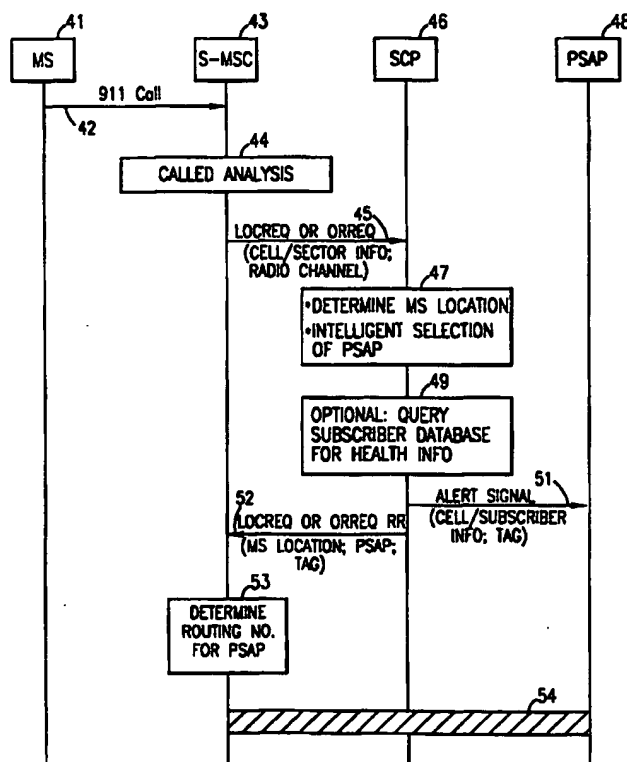 41
43
46
48
MS
S-MSC
SCP
PSAP
911 Call
42
44
CALLED ANALYSIS
45
LOCREQ OR ORREQ
(CELL/SECTOR INFO;
RADIO CHANNEL)
47
•DETERMINE MS LOCATION
•INTELLIGENT SELECTION
OF PSAP
49
OPTIONAL: QUERY
SUBSCRIBER DATABASE
FOR HEALTH INFO
51
ALERT SIGNAL
(CELL/SUBSCRIBER
INFO; TAG)
52
LOCREQ OR ORREQ RR
(MS LOCATION; PSAP;
TAG)
53
DETERMINE
ROUTING NO.
FOR PSAP
54